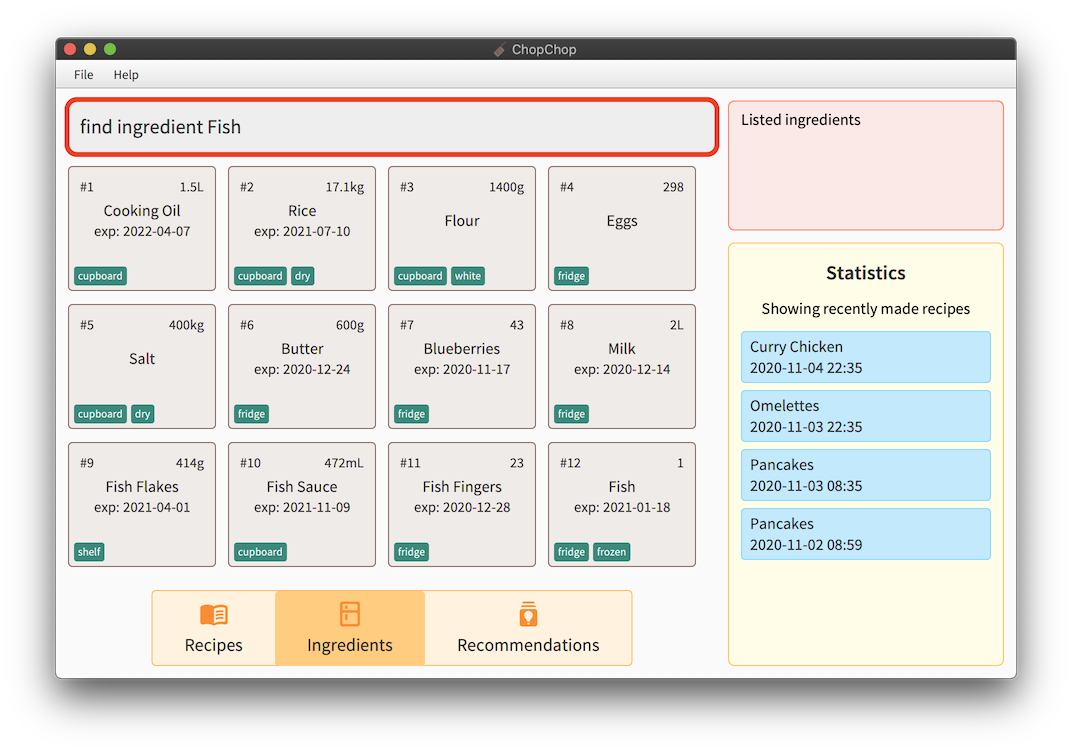 ChopChop
File Help
find ingredient Fish
#1 1.5L
Cooking Oil
exp: 2022-04-07
cupboard
#2 17.1kg
Rice
exp: 2021-07-10
cupboard dry
#3 1400g
Flour
cupboard white
#4 298
Eggs
fridge
#5 400kg
Salt
cupboard dry
#6 600g
Butter
exp: 2020-12-24
fridge
#7 43
Blueberries
exp: 2020-11-17
fridge
#8 2L
Milk
exp: 2020-12-14
fridge
#9 414g
Fish Flakes
exp: 2021-04-01
shelf
#10 472mL
Fish Sauce
exp: 2021-11-09
cupboard
#11 23
Fish Fingers
exp: 2020-12-28
fridge
#12 1
Fish
exp: 2021-01-18
fridge frozen
Recipes
Ingredients
Recommendations
Listed ingredients
Statistics
Showing recently made recipes
Curry Chicken
2020-11-04 22:35
Omelettes
2020-11-03 22:35
Pancakes
2020-11-03 08:35
Pancakes
2020-11-02 08:59